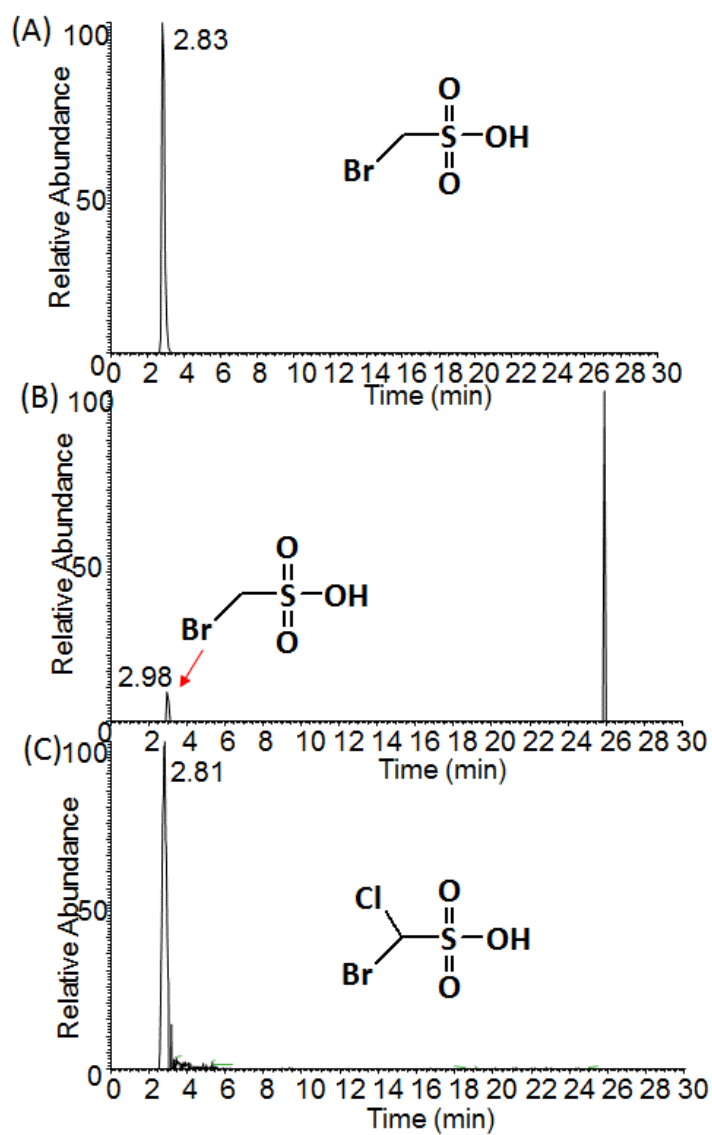 (A)
100
2.83
Relative Abundance
50
0
O
Br
S
OH
O
0 2 4 6 8 10 12 14 16 18 20 22 24 26 28 30
Time (min)
(B)
100
Relative Abundance
50
0
O
Br
S
OH
O
2.98
0 2 4 6 8 10 12 14 16 18 20 22 24 26 28 30
Time (min)
(C)
100
2.81
Relative Abundance
50
0
Cl
O
Br
S
OH
O
0 2 4 6 8 10 12 14 16 18 20 22 24 26 28 30
Time (min)